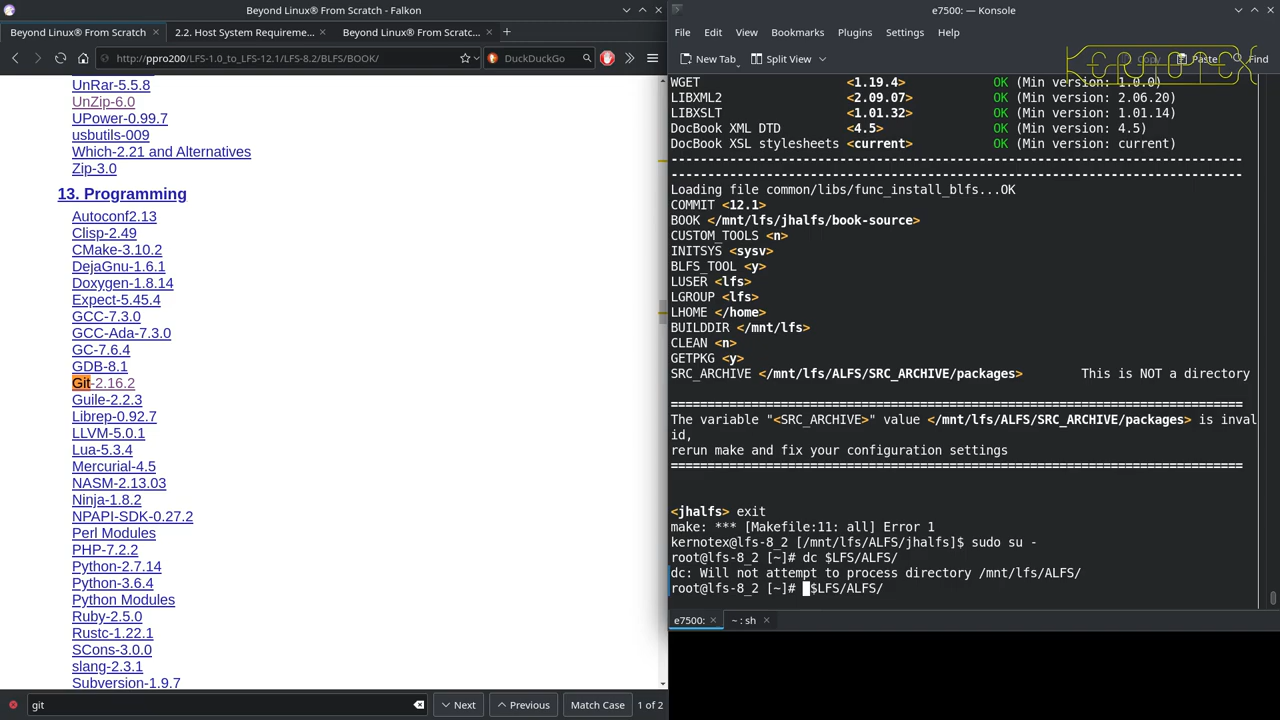 Beyond Linux® From Scratch - Falkon
Beyond Linux® From Scratch
2.2. Host System Requireme...
Beyond Linux® From Scratc...
http://ppro200/LFS-1.0_to_LFS-12.1/LFS-8.2/BLFS/BOOK/
DuckDuckGo
UnRar-5.5.8
UnZip-6.0
UPower-0.99.7
usbutils-009
Which-2.21 and Alternatives
Zip-3.0
13. Programming
Autoconf2.13
Clisp-2.49
CMake-3.10.2
DejaGnu-1.6.1
Doxygen-1.8.14
Expect-5.45.4
GCC-7.3.0
GCC-Ada-7.3.0
GC-7.6.4
GDB-8.1
Git-2.16.2
Guile-2.2.3
Librep-0.92.7
LLVM-5.0.1
Lua-5.3.4
Mercurial-4.5
NASM-2.13.03
Ninja-1.8.2
NPAPI-SDK-0.27.2
Perl Modules
PHP-7.2.2
Python-2.7.14
Python-3.6.4
Python Modules
Ruby-2.5.0
Rustc-1.22.1
SCons-3.0.0
slang-2.3.1
Subversion-1.9.7
git
Next
Previous
Match Case
1 of 2
e7500: — Konsole
File Edit View Bookmarks Plugins Settings Help
New Tab Split View Copy Paste Find
KERNOTEX
WGET <1.19.4> OK (Min version: 1.0.0)
LIBXML2 <2.09.07> OK (Min version: 2.06.20)
LIBXSLT <1.01.32> OK (Min version: 1.01.14)
DocBook XML DTD <4.5> OK (Min version: 4.5)
DocBook XSL stylesheets <current> OK (Min version: current)
--------------------------------------------------------------------------
--------------------------------------------------------------------------
Loading file common/libs/func_install_blfs...OK
COMMIT <12.1>
BOOK </mnt/lfs/jhalfs/book-source>
CUSTOM_TOOLS <n>
INITSYS <sysv>
BLFS_TOOL <y>
LUSER <lfs>
LGROUP <lfs>
LHOME </home>
BUILDDIR </mnt/lfs>
CLEAN <n>
GETPKG <y>
SRC_ARCHIVE </mnt/lfs/ALFS/SRC_ARCHIVE/packages> This is NOT a directory
==========================================================================
The variable "<SRC_ARCHIVE>" value </mnt/lfs/ALFS/SRC_ARCHIVE/packages> is inval
id,
rerun make and fix your configuration settings
==========================================================================
<jhalfs> exit
make: *** [Makefile:11: all] Error 1
kernotex@lfs-8_2 [/mnt/lfs/ALFS/jhalfs]$ sudo su -
root@lfs-8_2 [~]# dc $LFS/ALFS/
dc: Will not attempt to process directory /mnt/lfs/ALFS/
root@lfs-8_2 [~]# $LFS/ALFS/
e7500:
~ : sh